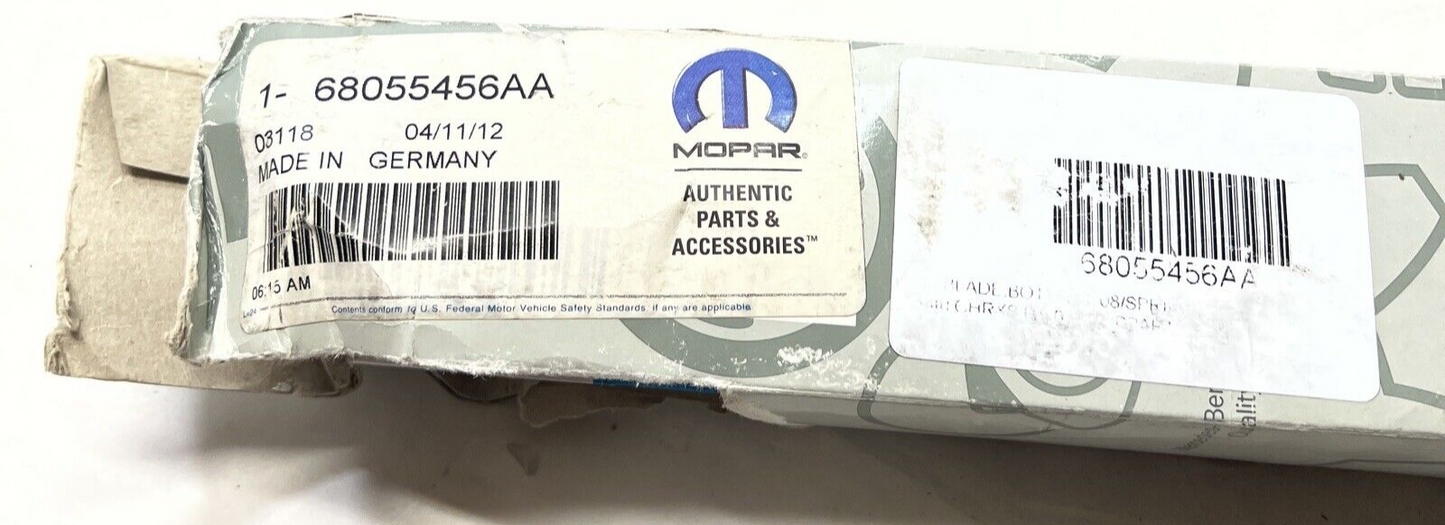 1- 68055456AA
03118 04/11/12
MADE IN GERMANY
06:15 AM
Contents conform to U.S. Federal Motor Vehicle Safety Standards, if any are applicable
MOPAR®
AUTHENTIC
PARTS &
ACCESSORIES™
68055456AA
Quality